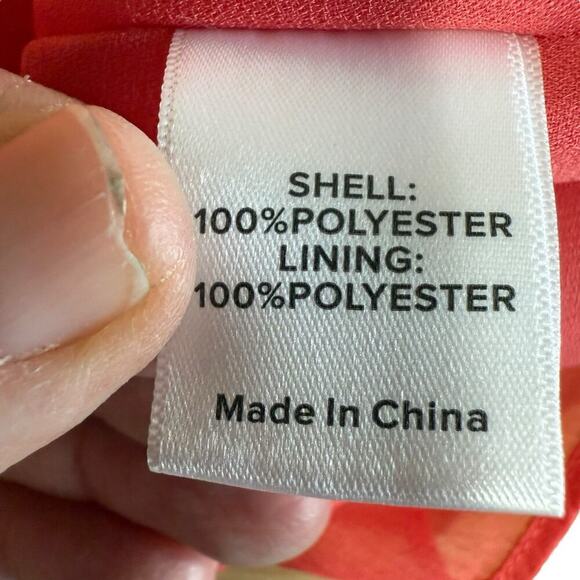 SHELL:
100%POLYESTER
LINING:
100%POLYESTER
Made In China